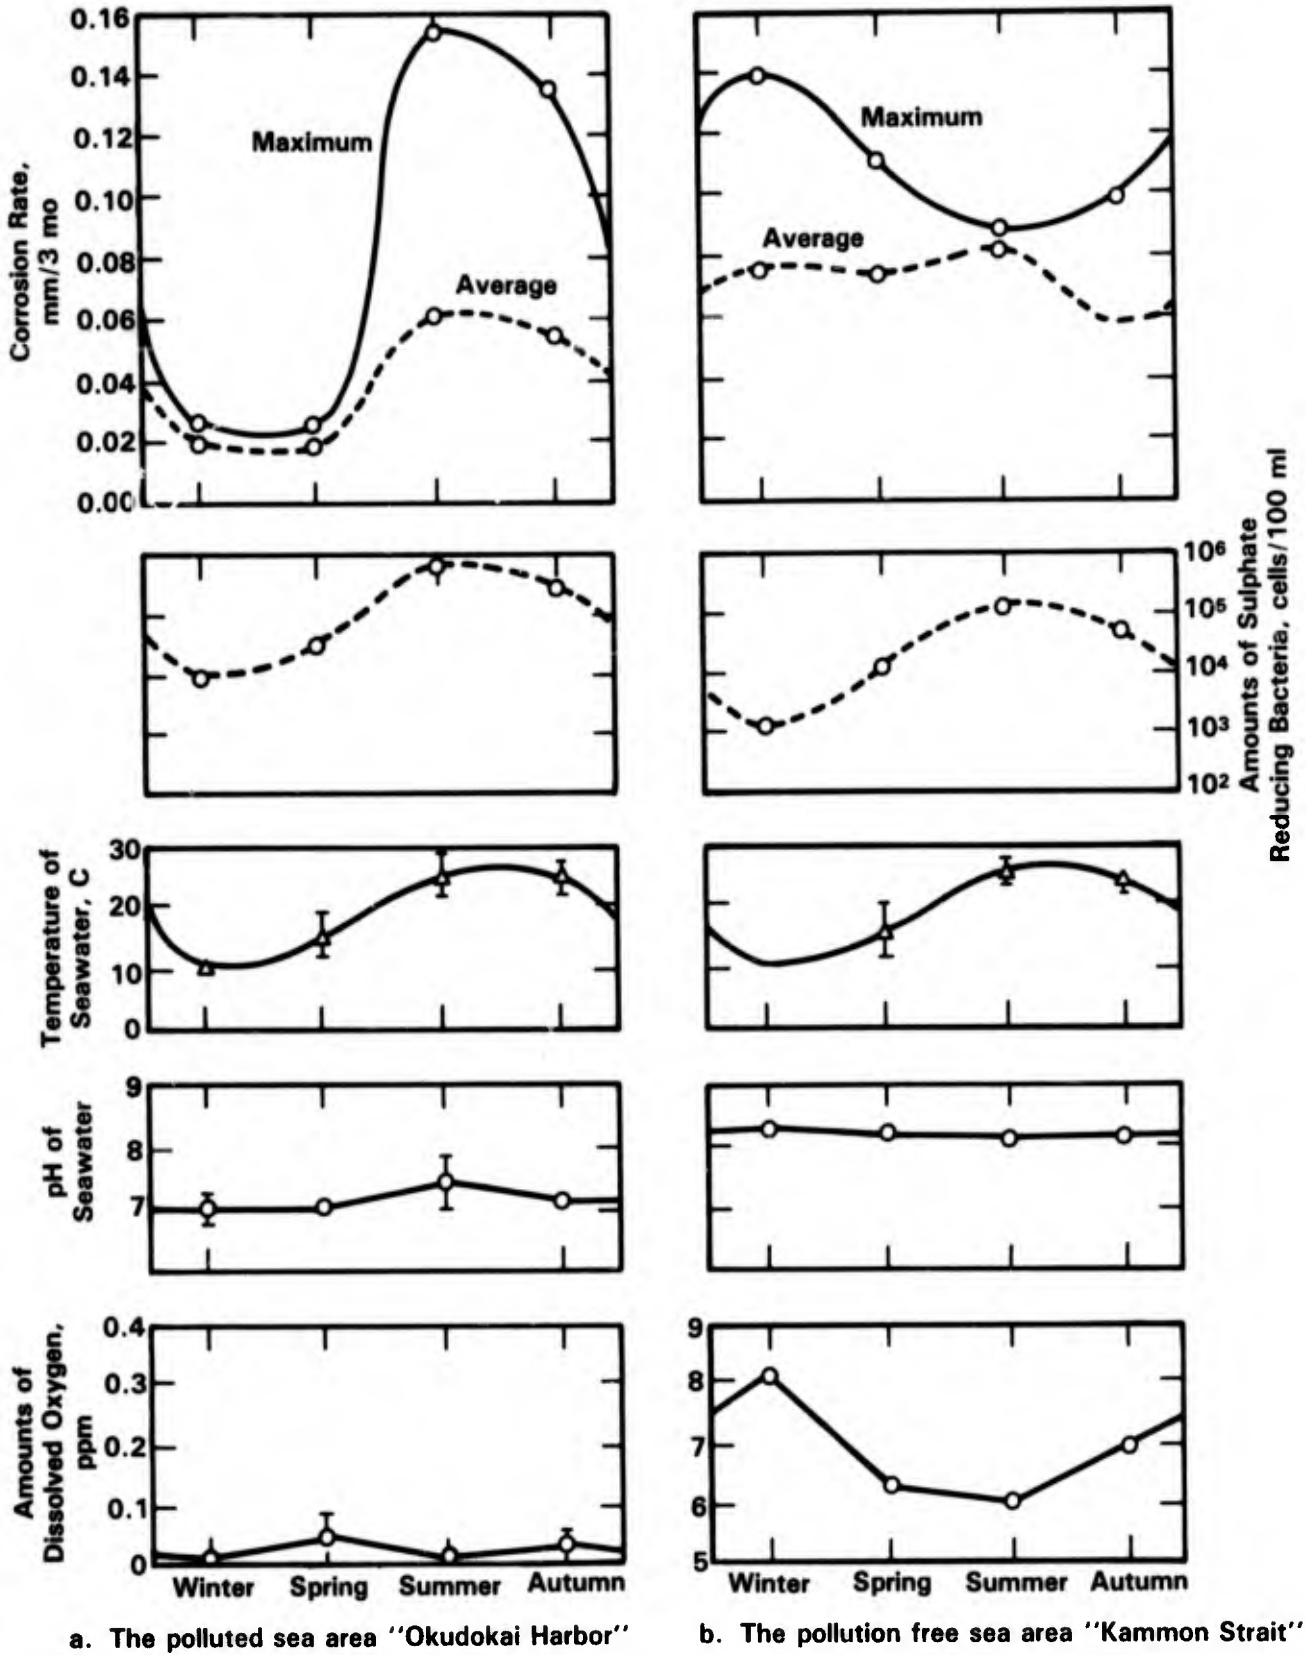 Corrosion Rate,
mm/3 mo
0.16
0.14
0.12
0.10
0.08
0.06
0.04
0.02
0.00
Maximum
Average
Maximum
Average
Amounts of Sulphate
Reducing Bacteria, cells/100 ml
10⁶
10⁵
10⁴
10³
10²
Temperature of
Seawater, C
30
20
10
0
pH of
Seawater
9
8
7
Amounts of
Dissolved Oxygen,
ppm
0.4
0.3
0.2
0.1
0
9
8
7
6
5
Winter Spring Summer Autumn
Winter Spring Summer Autumn
a. The polluted sea area "Okudokai Harbor"
b. The pollution free sea area "Kammon Strait"